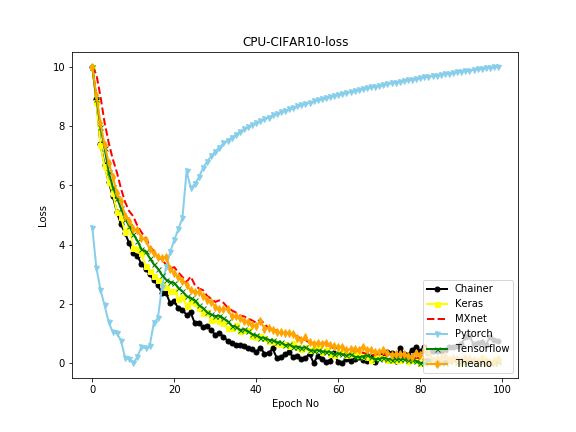 CPU-CIFAR10-loss
10
8
6
4
2
0
Loss
0
20
40
60
80
100
Epoch No
Chainer
Keras
MXnet
Pytorch
Tensorflow
Theano